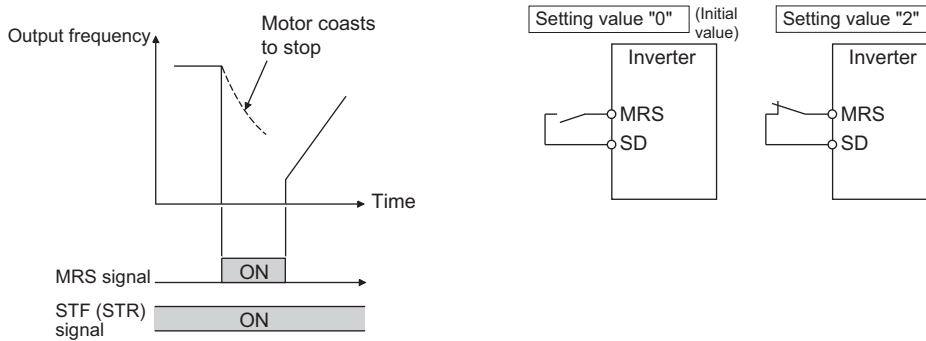 Output frequency
Motor coasts
to stop
Time
MRS signal
ON
STF (STR)
signal
ON
Setting value "0"
(Initial
value)
Inverter
MRS
SD
Setting value "2"
Inverter
MRS
SD